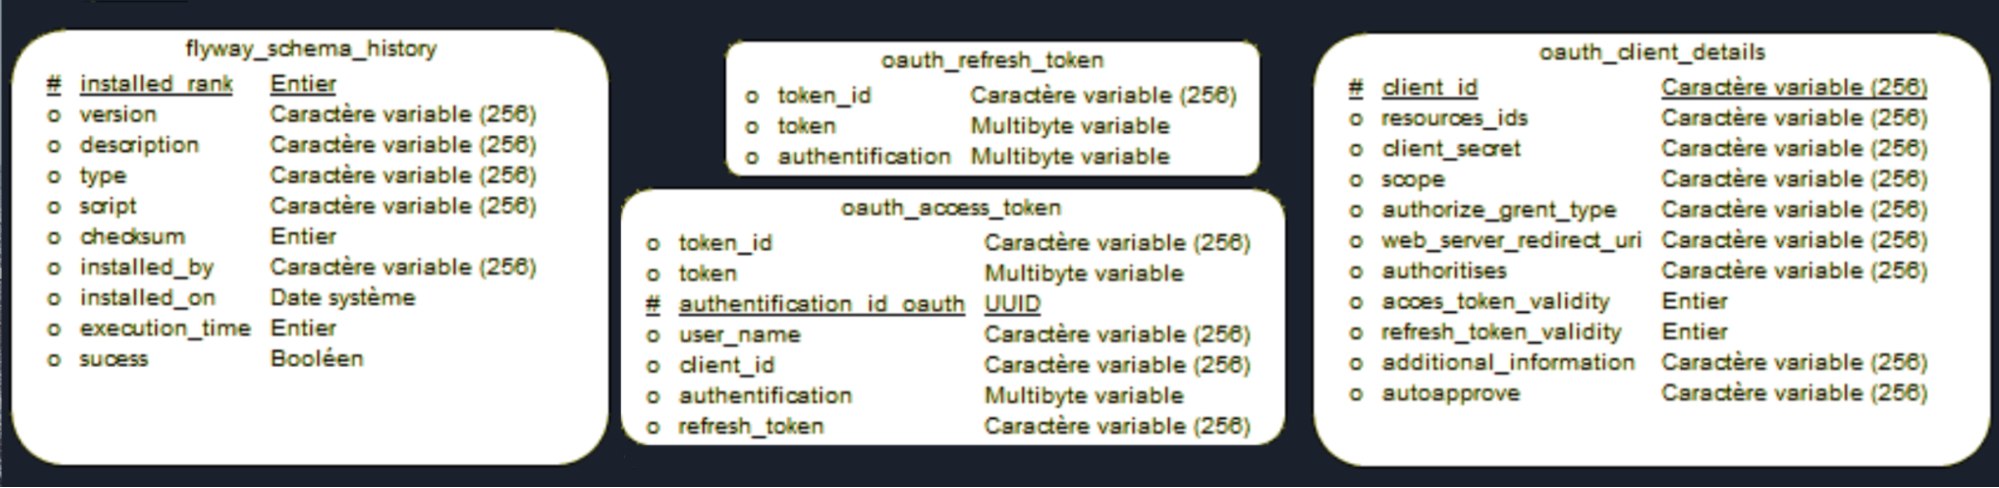 flyway_schema_history
# installed_rank Entier
o version Caractère variable (256)
o description Caractère variable (256)
o type Caractère variable (256)
o script Caractère variable (256)
o checksum Entier
o installed_by Caractère variable (256)
o installed_on Date système
o execution_time Entier
o sucess Booléen
oauth_refresh_token
o token_id Caractère variable (256)
o token Multibyte variable
o authentification Multibyte variable
oauth_access_token
o token_id Caractère variable (256)
o token Multibyte variable
# authentification_id_oauth UUID
o user_name Caractère variable (256)
o client_id Caractère variable (256)
o authentification Multibyte variable
o refresh_token Caractère variable (256)
oauth_client_details
# client_id Caractère variable (256)
o resources_ids Caractère variable (256)
o client_secret Caractère variable (256)
o scope Caractère variable (256)
o authorize_grent_type Caractère variable (256)
o web_server_redirect_uri Caractère variable (256)
o authoritises Caractère variable (256)
o acces_token_validity Entier
o refresh_token_validity Entier
o additional_information Caractère variable (256)
o autoapprove Caractère variable (256)